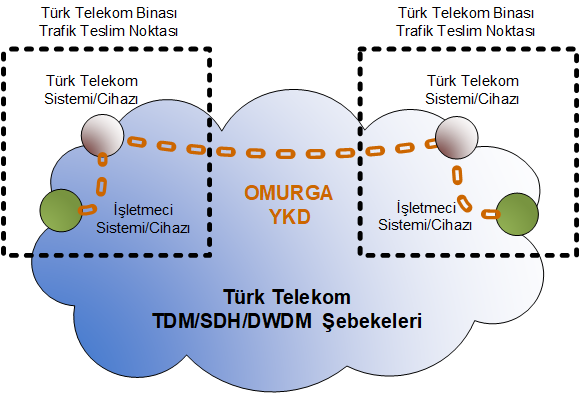 Türk Telekom Binası
Trafik Teslim Noktası
Türk Telekom Binası
Trafik Teslim Noktası
Türk Telekom
Sistemi/Cihazı
Türk Telekom
Sistemi/Cihazı
OMURGA
YKD
İşletmeci
Sistemi/Cihazı
İşletmeci
Sistemi/Cihazı
Türk Telekom
TDM/SDH/DWDM Şebekeleri